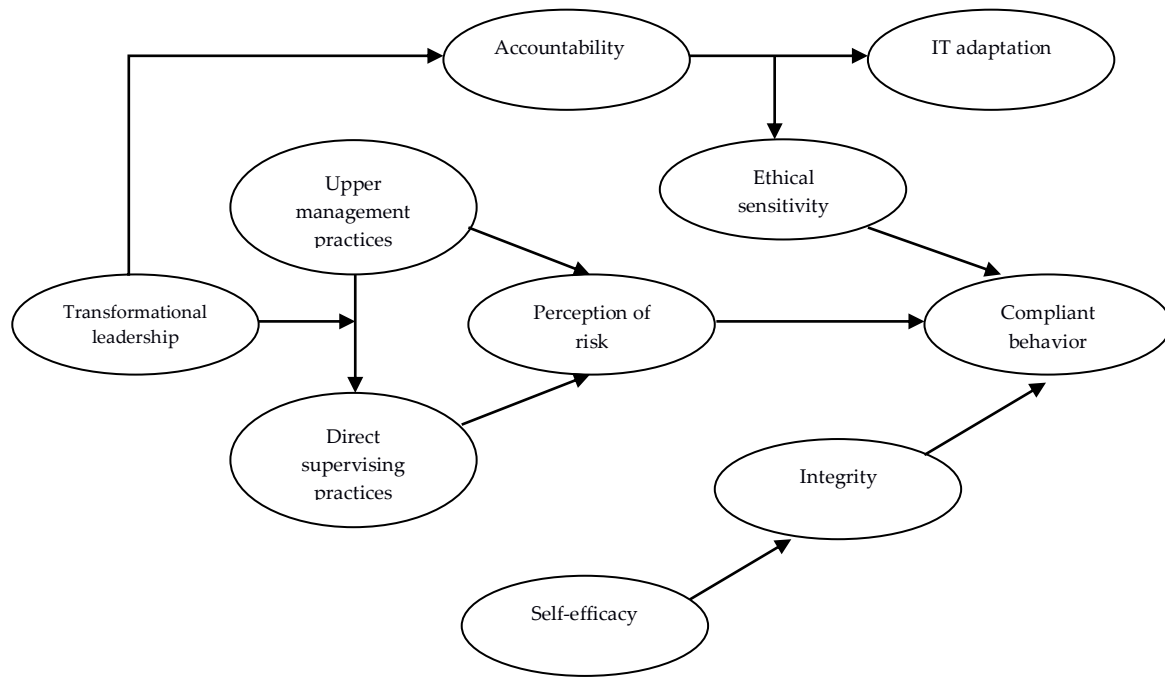 Accountability
IT adaptation
Ethical
sensitivity
Upper
management
practices
Transformational
leadership
Perception of
risk
Compliant
behavior
Direct
supervising
practices
Integrity
Self-efficacy